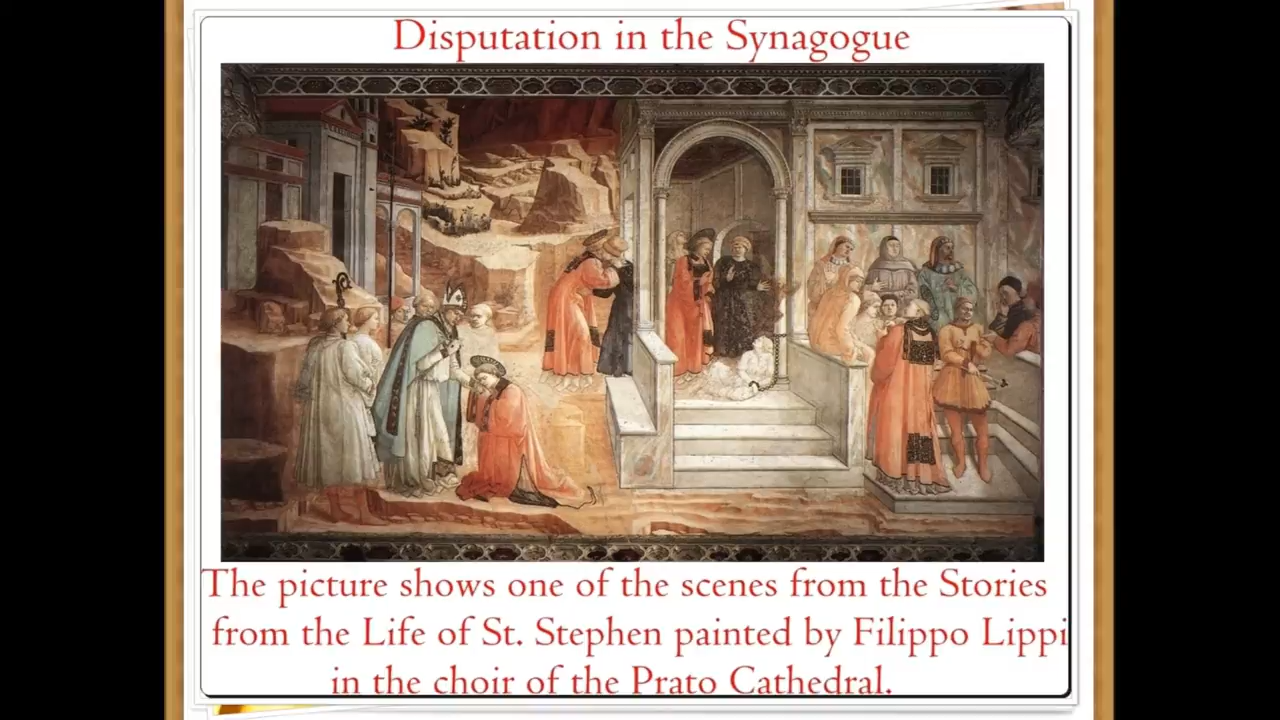 Disputation in the Synagogue
The picture shows one of the scenes from the Stories
from the Life of St. Stephen painted by Filippo Lippi
in the choir of the Prato Cathedral.